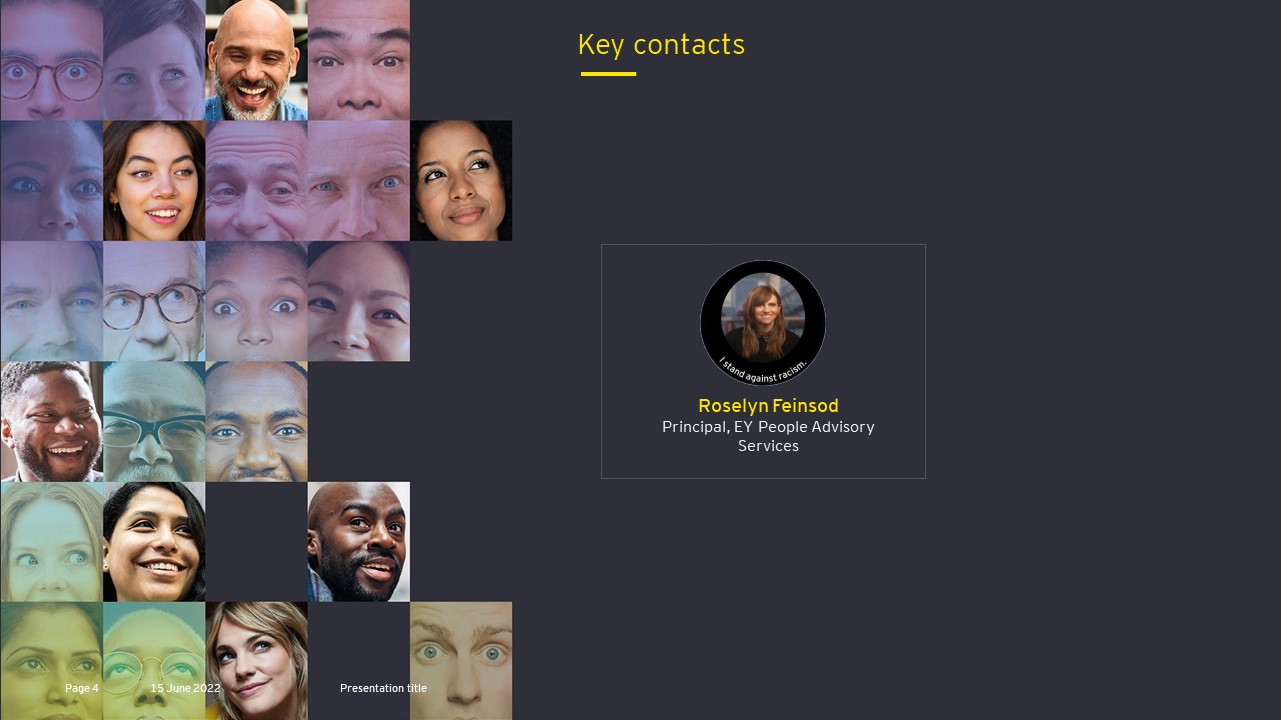 Key contacts
I stand against racism.
Roselyn Feinsod
Principal, EY People Advisory
Services
Page 4
15 June 2022
Presentation title